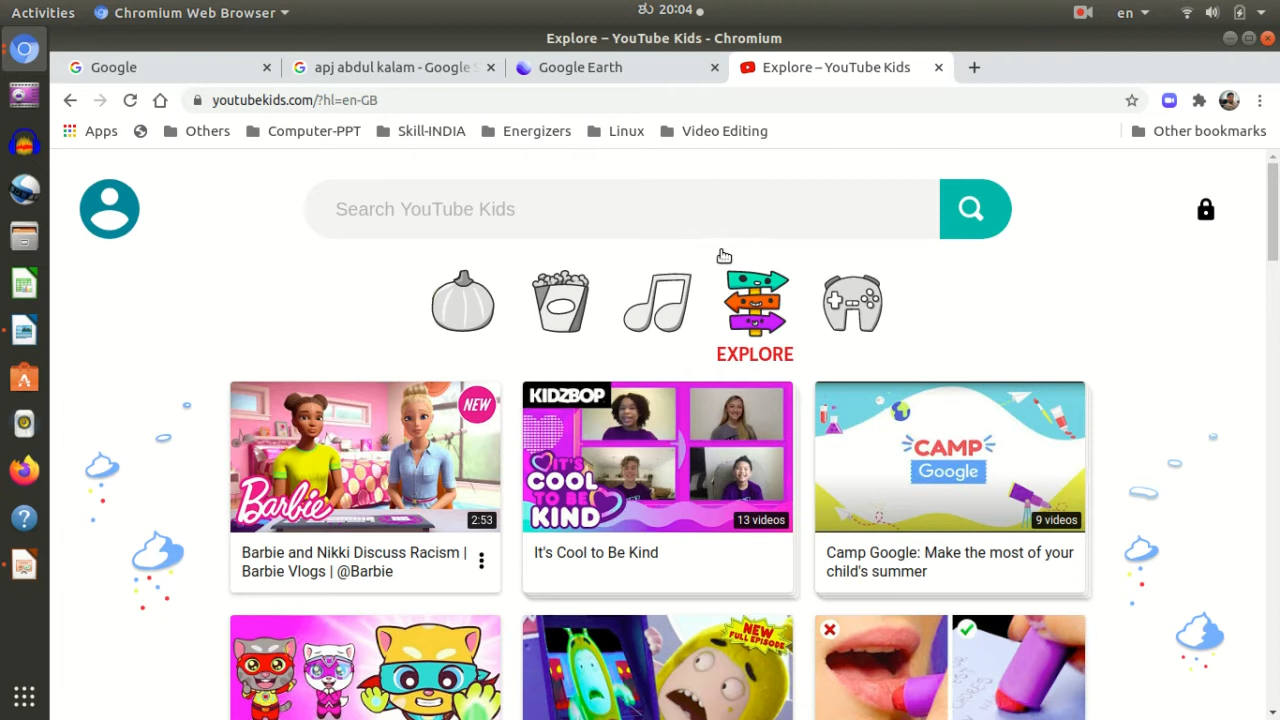 Activities
Chromium Web Browser
20:04
en
Explore – YouTube Kids - Chromium
Google
apj abdul kalam - Google S
Google Earth
Explore – YouTube Kids
youtubekids.com/?hl=en-GB
Apps
Others
Computer-PPT
Skill-INDIA
Energizers
Linux
Video Editing
Other bookmarks
Search YouTube Kids
EXPLORE
NEW
Barbie
2:53
KIDZBOP
IT'S
COOL
TO BE
KIND
13 videos
CAMP
Google
9 videos
Barbie and Nikki Discuss Racism |
Barbie Vlogs | @Barbie
It's Cool to Be Kind
Camp Google: Make the most of your
child's summer
NEW
FULL EPISODE